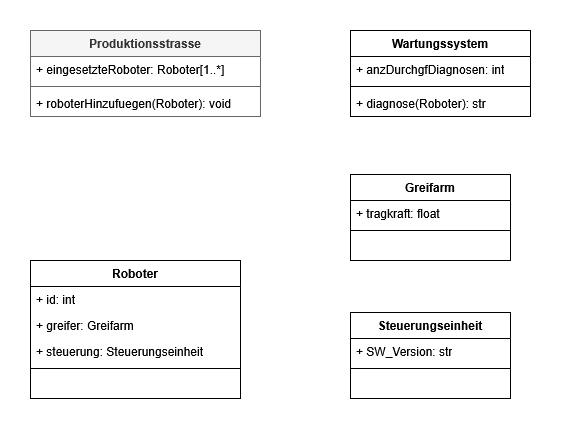 Produktionsstrasse
+ eingesetzteRoboter: Roboter[1..*]
+ roboterHinzufuegen(Roboter): void
Wartungssystem
+ anzDurchgfDiagnosen: int
+ diagnose(Roboter): str
Greifarm
+ tragkraft: float
Roboter
+ id: int
+ greifer: Greifarm
+ steuerung: Steuerungseinheit
Steuerungseinheit
+ SW_Version: str